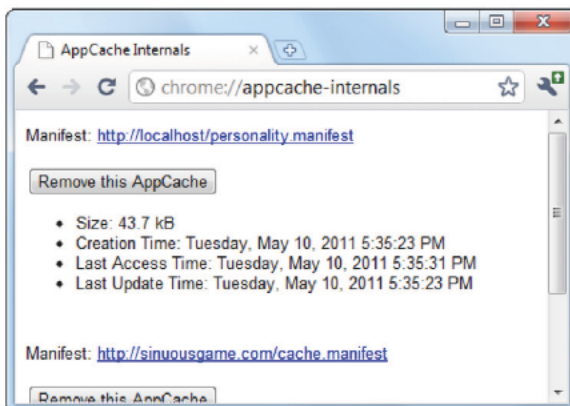 AppCache Internals
chrome://appcache-internals
Manifest: http://localhost/personality.manifest
Remove this AppCache
• Size: 43.7 kB
• Creation Time: Tuesday, May 10, 2011 5:35:23 PM
• Last Access Time: Tuesday, May 10, 2011 5:35:31 PM
• Last Update Time: Tuesday, May 10, 2011 5:35:23 PM
Manifest: http://sinuousgame.com/cache.manifest
Remove this AppCache